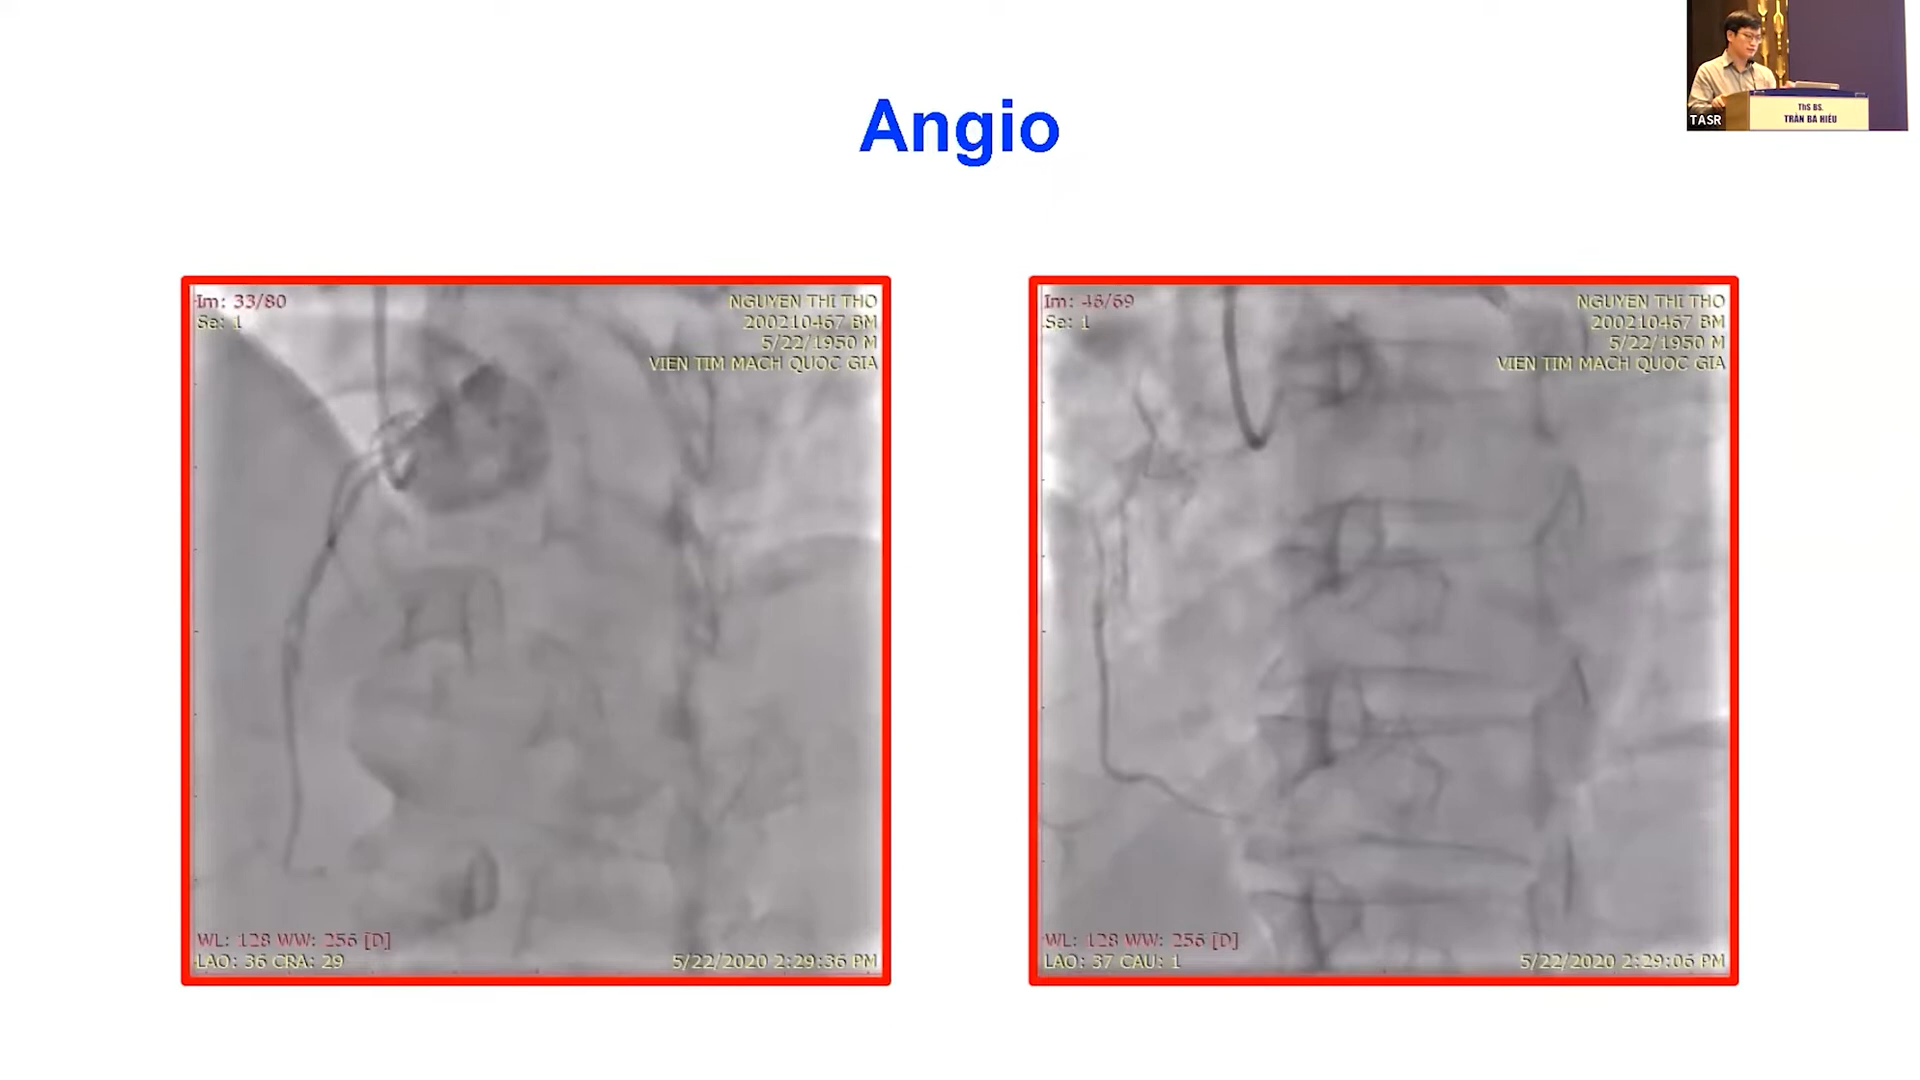 Angio
TASR
ThS BS.
TRẦN BÁ HIẾU
Im: 33/80
Se: 1
NGUYEN THI THO
200210467 BM
5/22/1950 M
VIEN TIM MACH QUOC GIA
WL: 128 WW: 256 [D]
LAO: 36 CRA: 29
5/22/2020 2:29:36 PM
Im: 46/69
Se: 1
NGUYEN THI THO
200210467 BM
5/22/1950 M
VIEN TIM MACH QUOC GIA
WL: 128 WW: 256 [D]
LAO: 37 CAU: 1
5/22/2020 2:29:06 PM